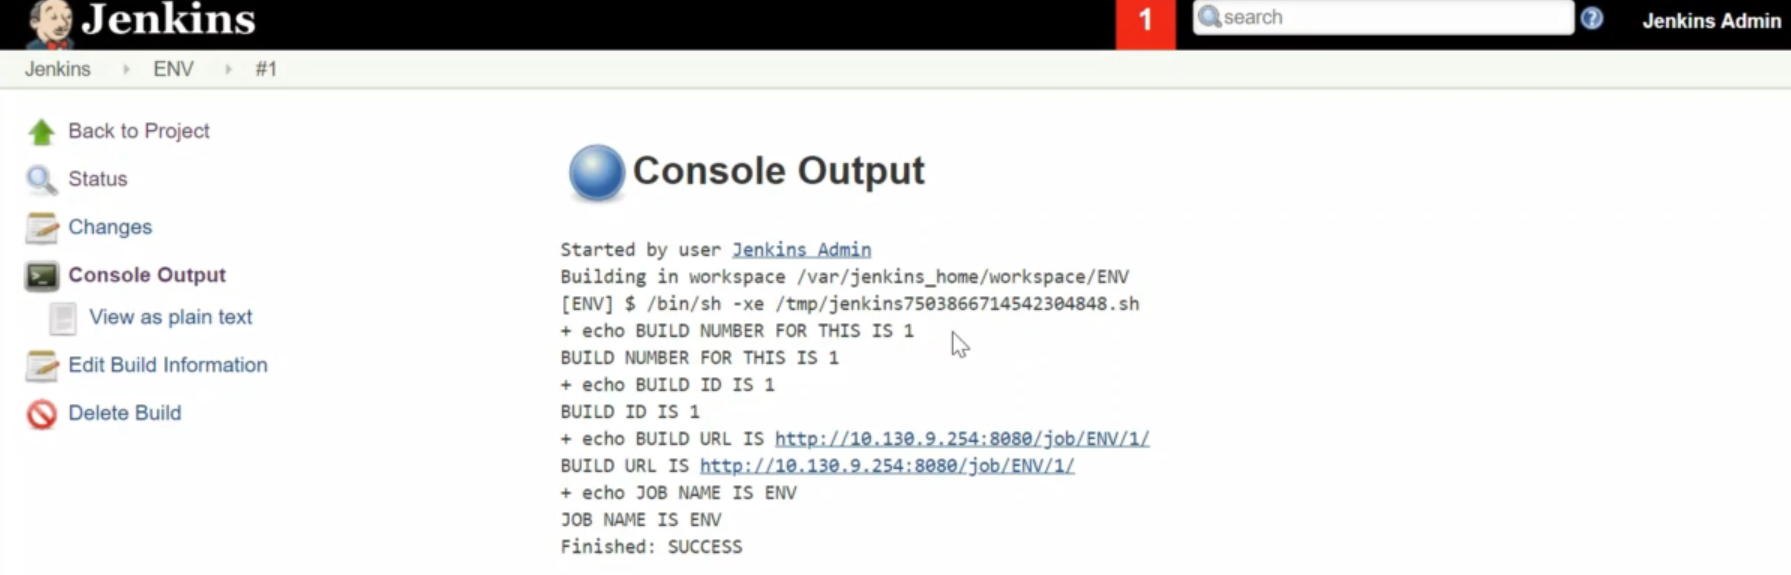 Jenkins
1
search
Jenkins Admin
Jenkins
ENV
#1
Back to Project
Status
Changes
Console Output
View as plain text
Edit Build Information
Delete Build
Console Output
Started by user Jenkins Admin
Building in workspace /var/jenkins_home/workspace/ENV
[ENV] $ /bin/sh -xe /tmp/jenkins7503866714542304848.sh
+ echo BUILD NUMBER FOR THIS IS 1
BUILD NUMBER FOR THIS IS 1
+ echo BUILD ID IS 1
BUILD ID IS 1
+ echo BUILD URL IS http://10.130.9.254:8080/job/ENV/1/
BUILD URL IS http://10.130.9.254:8080/job/ENV/1/
+ echo JOB NAME IS ENV
JOB NAME IS ENV
Finished: SUCCESS